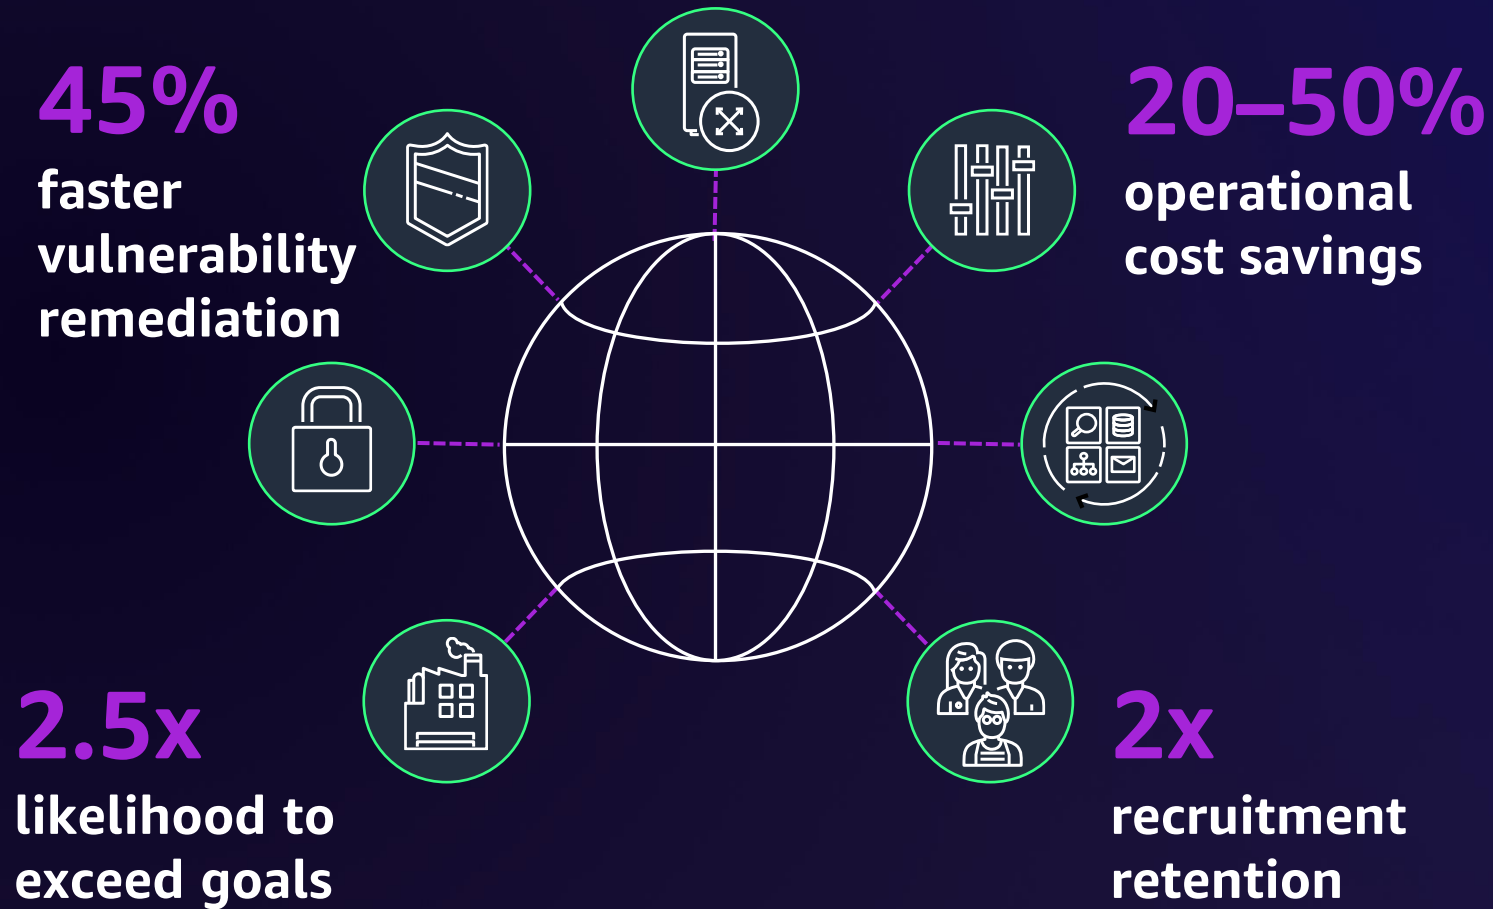 45%
faster
vulnerability
remediation
20–50%
operational
cost savings
2.5x
likelihood to
exceed goals
2x
recruitment
retention